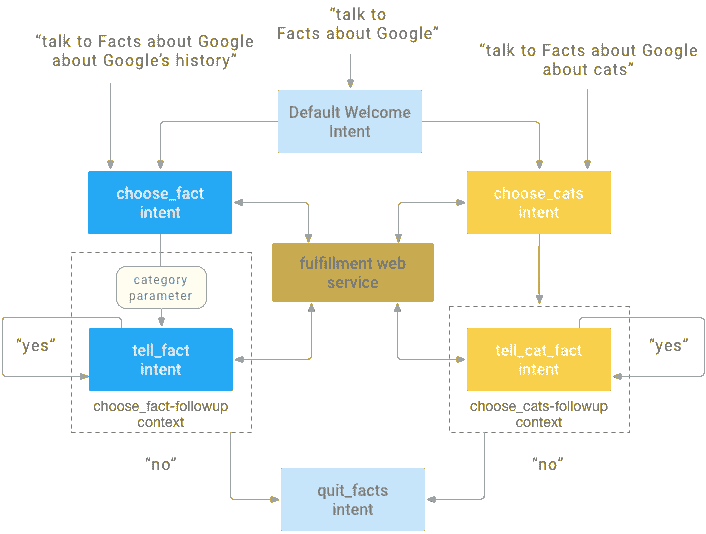 “talk to
Facts about Google”
“talk to Facts about Google
about Google’s history”
“talk to Facts about Google
about cats”
Default Welcome
Intent
choose_fact
intent
choose_cats
intent
fulfillment web
service
category
parameter
tell_fact
intent
“yes”
tell_cat_fact
intent
“yes”
choose_fact-followup
context
choose_cats-followup
context
“no”
“no”
quit_facts
intent